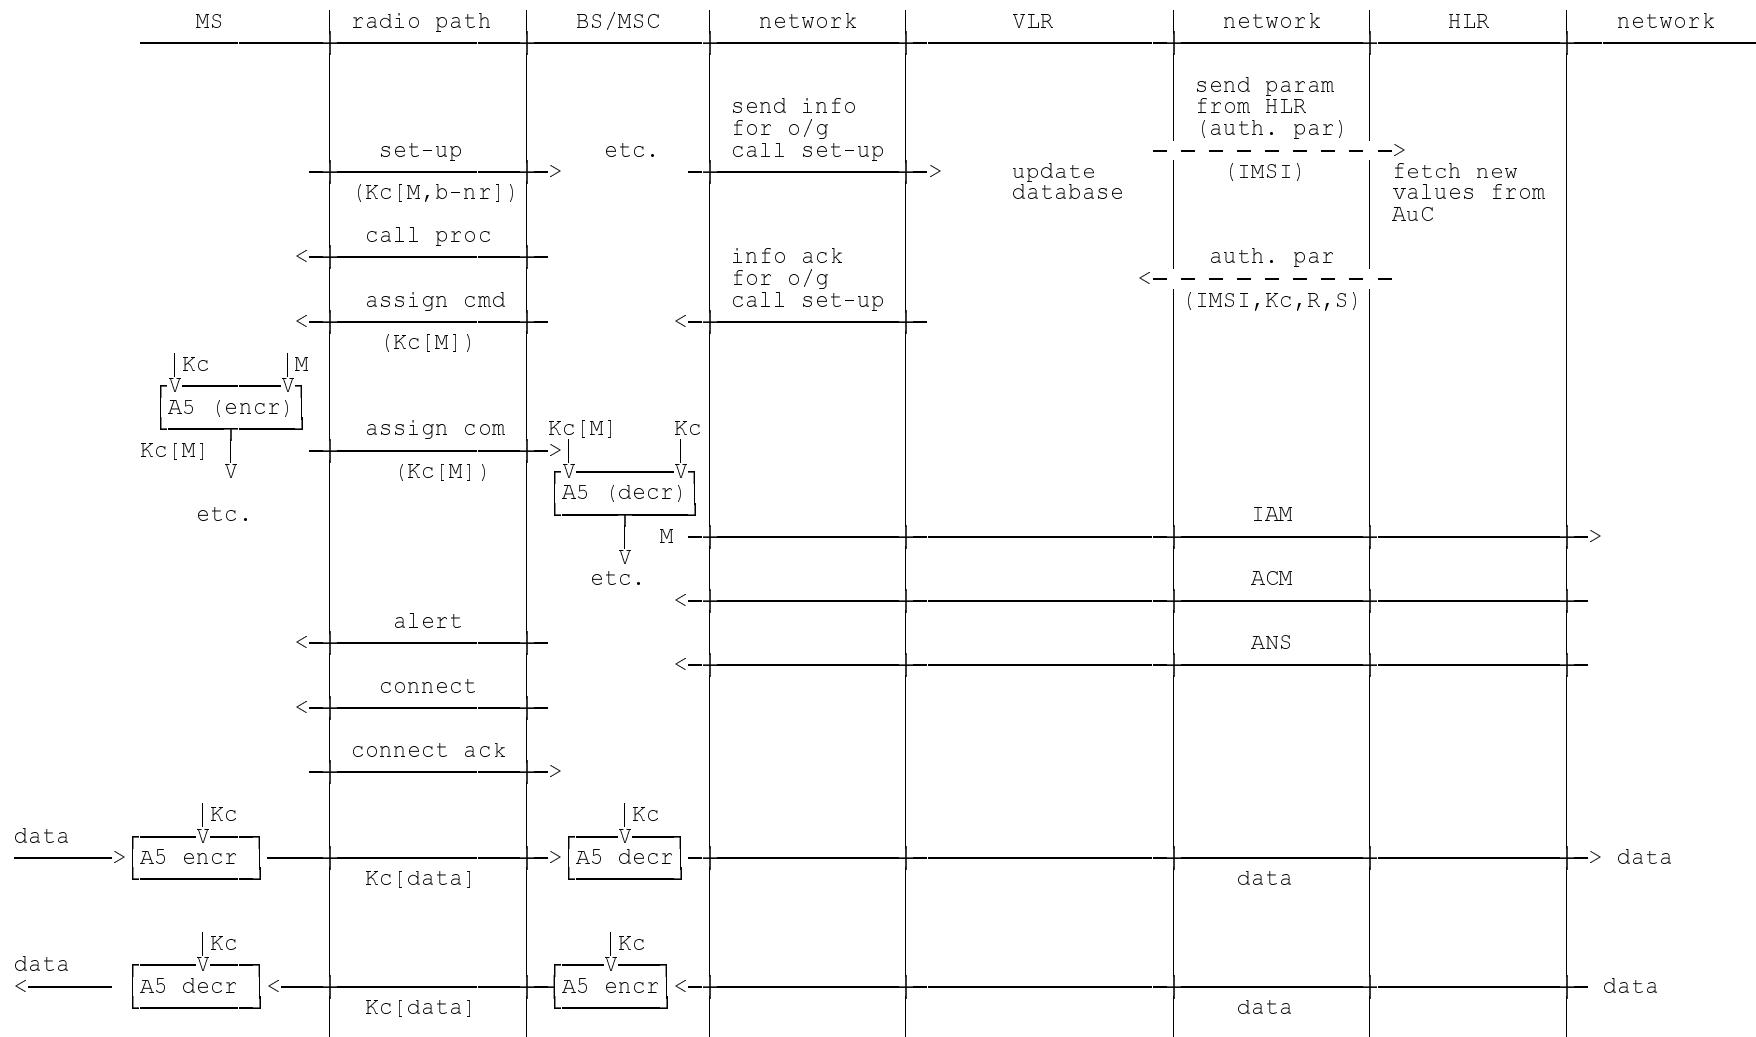 MS radio path BS/MSC network VLR network HLR network
send param
send info from HLR
for o/g (auth. par)
set-up etc. call set-up
update (IMSI) fetch new
(Kc[M,b-nr]) database values from
AuC
call proc
info ack auth. par
for o/g
assign cmd call set-up (IMSI,Kc,R,S)
(Kc[M])
Kc M
A5 (encr)
assign com Kc[M] Kc
Kc[M]
(Kc[M])
A5 (decr)
etc. IAM
M
etc. ACM
alert
ANS
connect
connect ack
Kc Kc
data
A5 encr A5 decr data
Kc[data] data
Kc Kc
data
A5 decr A5 encr data
Kc[data] data